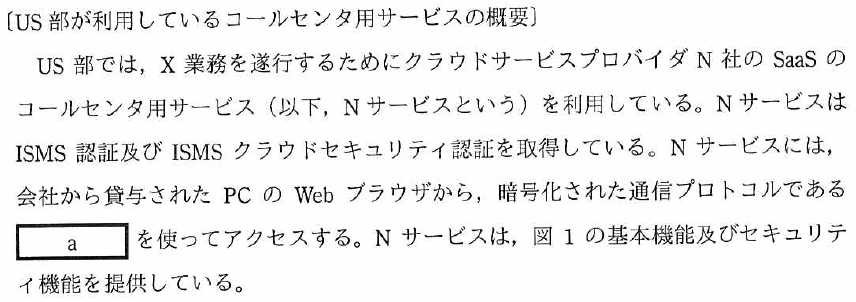 〔US 部が利用しているコールセンタ用サービスの概要〕
US 部では，X 業務を遂行するためにクラウドサービスプロバイダ N 社の SaaS の
コールセンタ用サービス（以下，N サービスという）を利用している。N サービスは
ISMS 認証及び ISMS クラウドセキュリティ認証を取得している。N サービスには，
会社から貸与された PC の Web ブラウザから，暗号化された通信プロトコルである
a を使ってアクセスする。N サービスは，図 1 の基本機能及びセキュリテ
ィ機能を提供している。